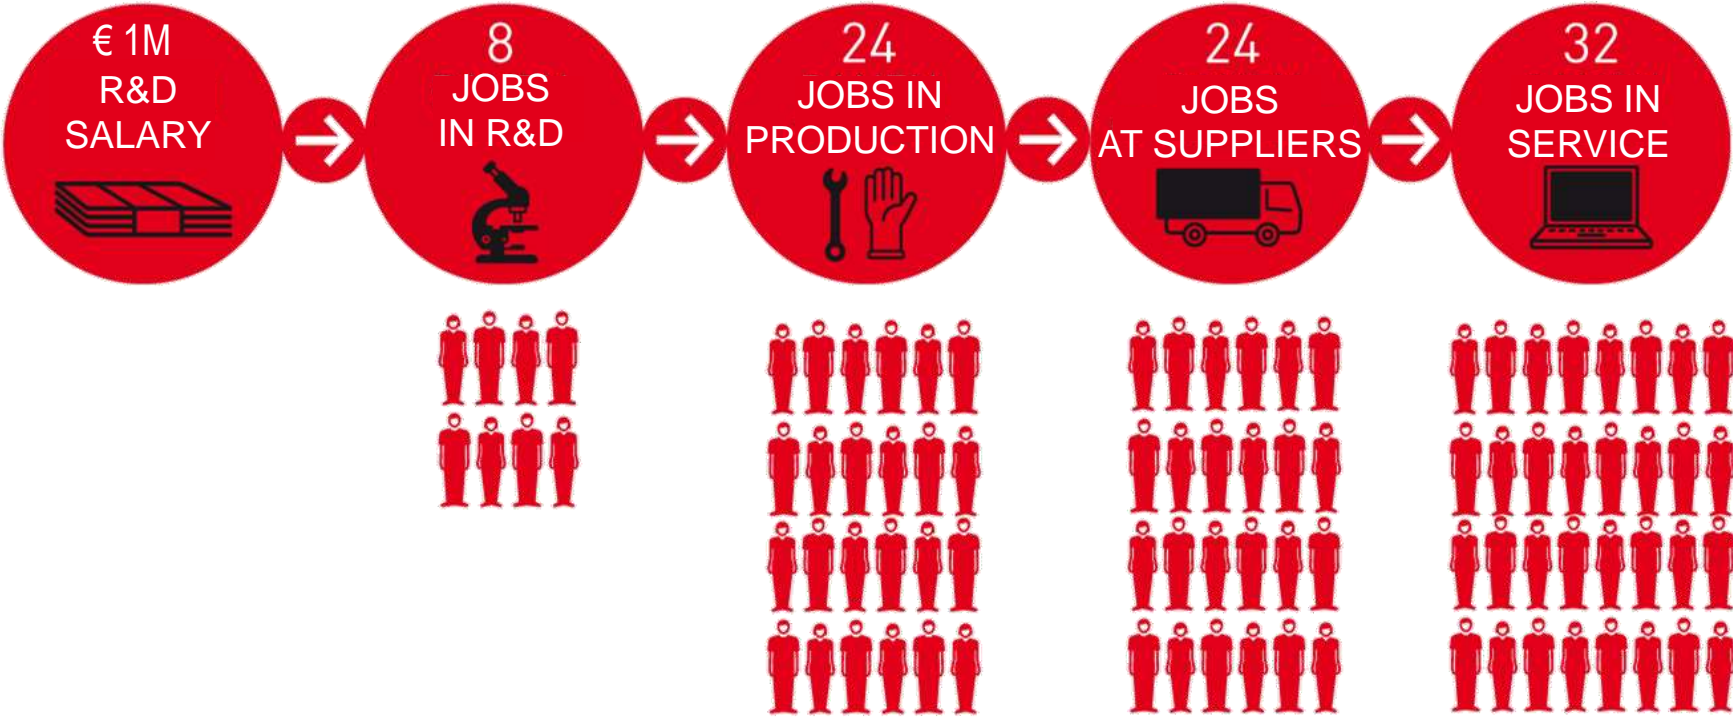 € 1M
R&D
SALARY
8
JOBS
IN R&D
24
JOBS IN
PRODUCTION
24
JOBS
AT SUPPLIERS
32
JOBS IN
SERVICE